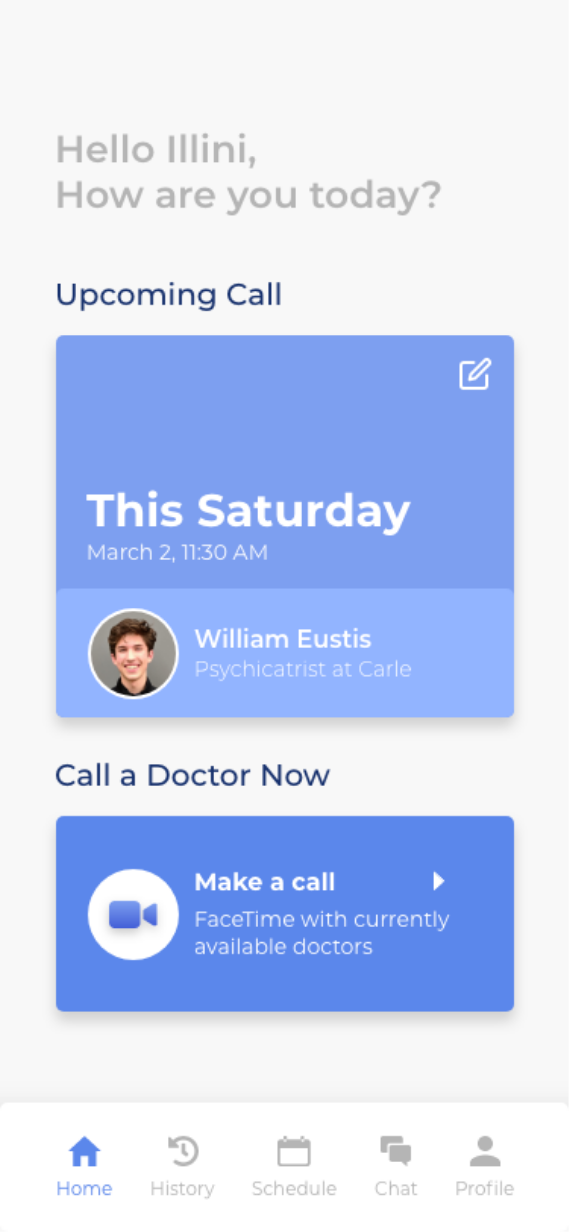 Hello Illini,
How are you today?
Upcoming Call
This Saturday
March 2, 11:30 AM
William Eustis
Psychicatrist at Carle
Call a Doctor Now
Make a call
FaceTime with currently
available doctors
Home History Schedule Chat Profile